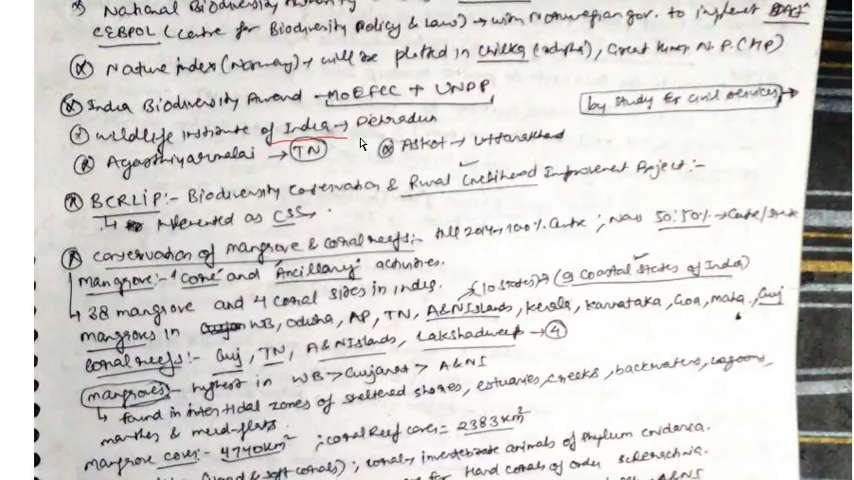 National Biodiversity Authority
CEBPOL (Centre for Biodiversity Policy & Law) → with Norwegian gov. to implement
Nature index (Norway) → will be plotted in Chilka (odisha), Great N.P. (HP)
India Biodiversity Award - MoEFCC + UNDP
by study for civil services →
Wildlife institute of India → Dehradun
Agasthiyarmalai → TN
Askot → Uttarakhand
BCRLIP:- Biodiversity Conservation & Rural Livelihood Improvement Project:-
↳ implemented as CSS.
Conservation of mangrove & coral reefs:- till 2014 → 100% Centre ; Now 50:50% → Centre/state
mangrove:- 'core' and 'Ancillary' activities.
↳ 38 mangrove and 4 coral sites in india.
(10 states) → (9 coastal states of India)
mangroves in WB, odisha, AP, TN, A&N Islands, Kerala, Karnataka, Goa, maha, Guj
coral reefs:- Guj, TN, A&N Islands, Lakshadweep → 4
mangroves - highest in WB > Gujarat > A&NI
↳ found in intertidal zones of sheltered shores, estuaries, creeks, backwaters, lagoons,
marshes & mud-flats.
mangrove cover - 4740 km² ; coral Reef cover = 2383 km²
& soft corals) ; coral → invertebrate animals of Phylum cnidaria.
for Hard corals of order
A&NI